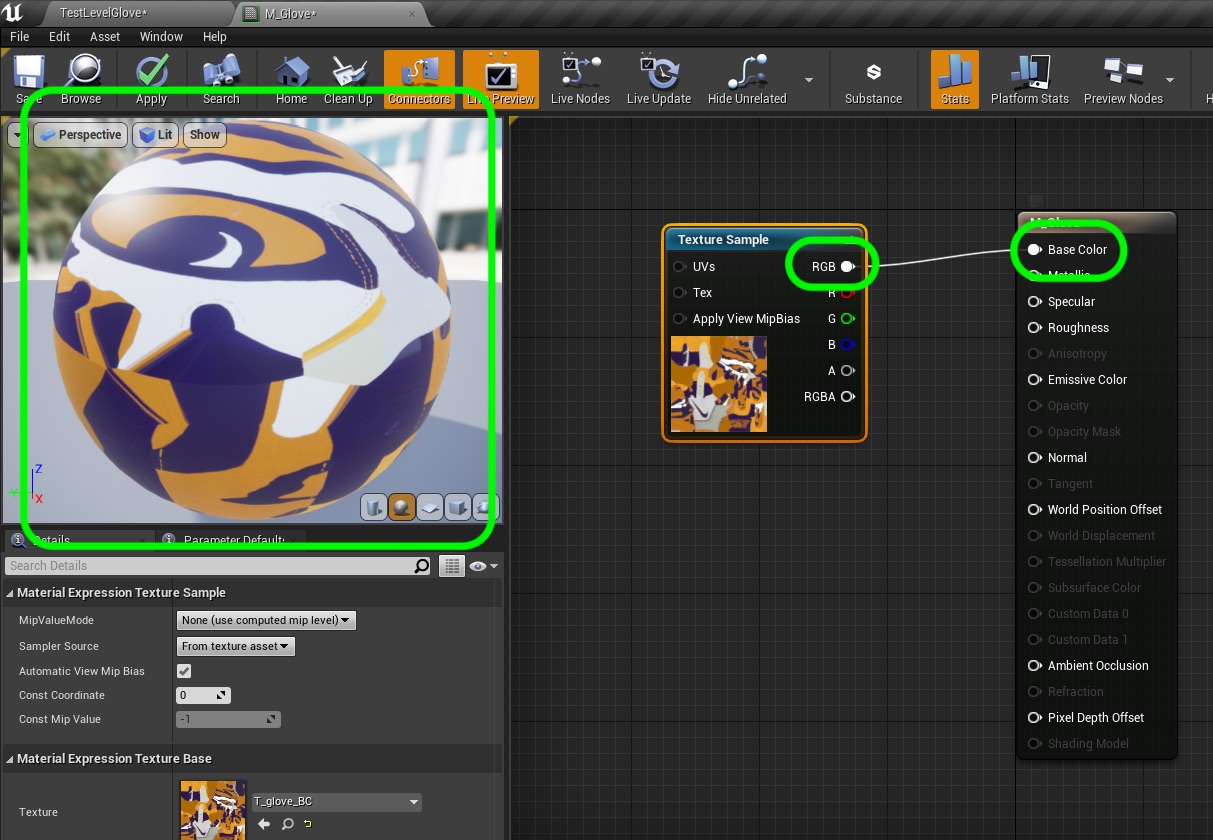 TestLevelGlove*
M_Glove*
File Edit Asset Window Help
Save Browse Apply Search Home Clean Up Connectors Live Preview Live Nodes Live Update Hide Unrelated Substance Stats Platform Stats Preview Nodes H
Perspective Lit Show
Z
Y
X
Texture Sample
UVs RGB
Tex R
Apply View MipBias G
B
A
RGBA
M_Glove
Base Color
Metallic
Specular
Roughness
Anisotropy
Emissive Color
Opacity
Opacity Mask
Normal
Tangent
World Position Offset
World Displacement
Tessellation Multiplier
Subsurface Color
Custom Data 0
Custom Data 1
Ambient Occlusion
Refraction
Pixel Depth Offset
Shading Model
Details Parameter Default
Search Details
Material Expression Texture Sample
MipValueMode None (use computed mip level)
Sampler Source From texture asset
Automatic View Mip Bias
Const Coordinate 0
Const Mip Value -1
Material Expression Texture Base
Texture T_glove_BC